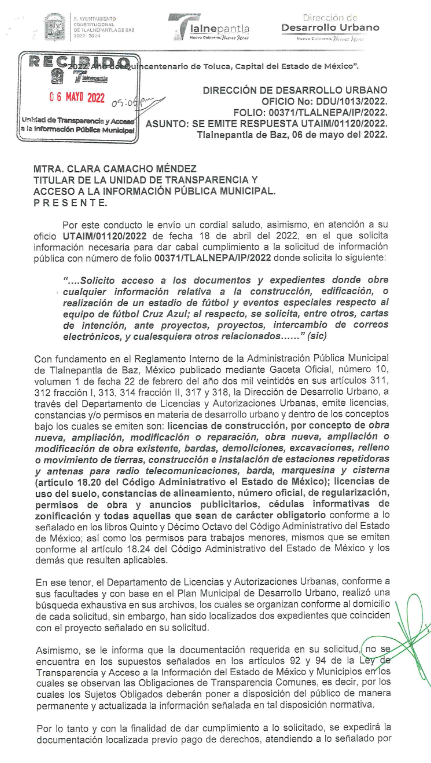 H. AYUNTAMIENTO
CONSTITUCIONAL
DE TLALNEPANTLA DE BAZ
2022 - 2024
Tlalnepantla
Dirección de
Desarrollo Urbano
"2022. Año del Quincentenario de Toluca, Capital del Estado de México".
RECIBIDO
Tlalnepantla
06 MAYO 2022
Unidad de Transparencia y Acceso
a la Información Pública Municipal
DIRECCIÓN DE DESARROLLO URBANO
OFICIO No: DDU/1013/2022.
FOLIO: 00371/TLALNEPA/IP/2022.
ASUNTO: SE EMITE RESPUESTA UTAIM/01120/2022.
Tlalnepantla de Baz, 06 de mayo del 2022.
MTRA. CLARA CAMACHO MÉNDEZ
TITULAR DE LA UNIDAD DE TRANSPARENCIA Y
ACCESO A LA INFORMACIÓN PÚBLICA MUNICIPAL.
P R E S E N T E.
Por este conducto le envío un cordial saludo, asimismo, en atención a su
oficio UTAIM/01120/2022 de fecha 18 de abril del 2022, en el que solicita
información necesaria para dar cabal cumplimiento a la solicitud de información
pública con número de folio 00371/TLALNEPA/IP/2022 donde solicita lo siguiente:
"….Solicito acceso a los documentos y expedientes donde obre
cualquier información relativa a la construcción, edificación, o
realización de un estadio de fútbol y eventos especiales respecto al
equipo de fútbol Cruz Azul; al respecto, se solicita, entre otros, cartas
de intención, ante proyectos, proyectos, intercambio de correos
electrónicos, y cualesquiera otros relacionados……" (sic)
Con fundamento en el Reglamento Interno de la Administración Pública Municipal
de Tlalnepantla de Baz, México publicado mediante Gaceta Oficial, número 10,
volumen 1 de fecha 22 de febrero del año dos mil veintidós en sus artículos 311,
312 fracción I, 313, 314 fracción II, 317 y 318, la Dirección de Desarrollo Urbano, a
través del Departamento de Licencias y Autorizaciones Urbanas, emite licencias,
constancias y/o permisos en materia de desarrollo urbano y dentro de los conceptos
bajo los cuales se emiten son: licencias de construcción, por concepto de obra
nueva, ampliación, modificación o reparación, obra nueva, ampliación o
modificación de obra existente, bardas, demoliciones, excavaciones, relleno
o movimiento de tierras, construcción e instalación de estaciones repetidoras
y antenas para radio telecomunicaciones, barda, marquesina y cisterna
(artículo 18.20 del Código Administrativo el Estado de México); licencias de
uso del suelo, constancias de alineamiento, número oficial, de regularización,
permisos de obra y anuncios publicitarios, cédulas informativas de
zonificación y todas aquellas que sean de carácter obligatorio conforme a lo
señalado en los libros Quinto y Décimo Octavo del Código Administrativo del Estado
de México; así como los permisos para trabajos menores, mismos que se emiten
conforme al artículo 18.24 del Código Administrativo del Estado de México y los
demás que resulten aplicables.
En ese tenor, el Departamento de Licencias y Autorizaciones Urbanas, conforme a
sus facultades y con base en el Plan Municipal de Desarrollo Urbano, realizó una
búsqueda exhaustiva en sus archivos, los cuales se organizan conforme al domicilio
de cada solicitud, sin embargo, han sido localizados dos expedientes que coinciden
con el proyecto señalado en su solicitud.
Asimismo, se le informa que la documentación requerida en su solicitud, no se
encuentra en los supuestos señalados en los artículos 92 y 94 de la Ley de
Transparencia y Acceso a la Información del Estado de México y Municipios en los
cuales se observan las Obligaciones de Transparencia Comunes, es decir, por los
cuales los Sujetos Obligados deberán poner a disposición del público de manera
permanente y actualizada la información señalada en tal disposición normativa.
Por lo tanto y con la finalidad de dar cumplimiento a lo solicitado, se expedirá la
documentación localizada previo pago de derechos, atendiendo a lo señalado por